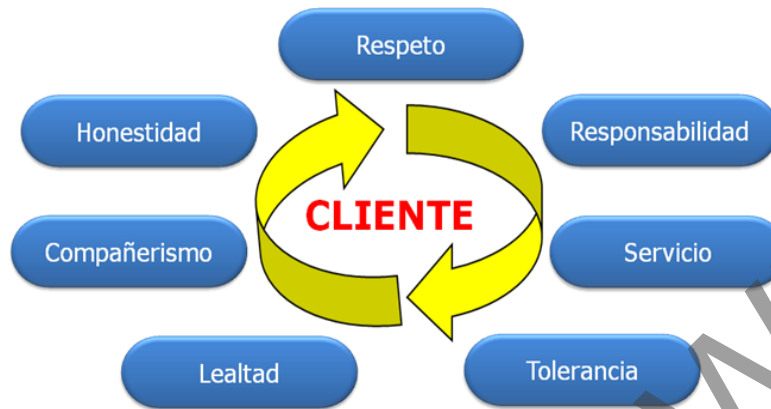 Respeto
Honestidad
Responsabilidad
CLIENTE
Compañerismo
Servicio
Lealtad
Tolerancia